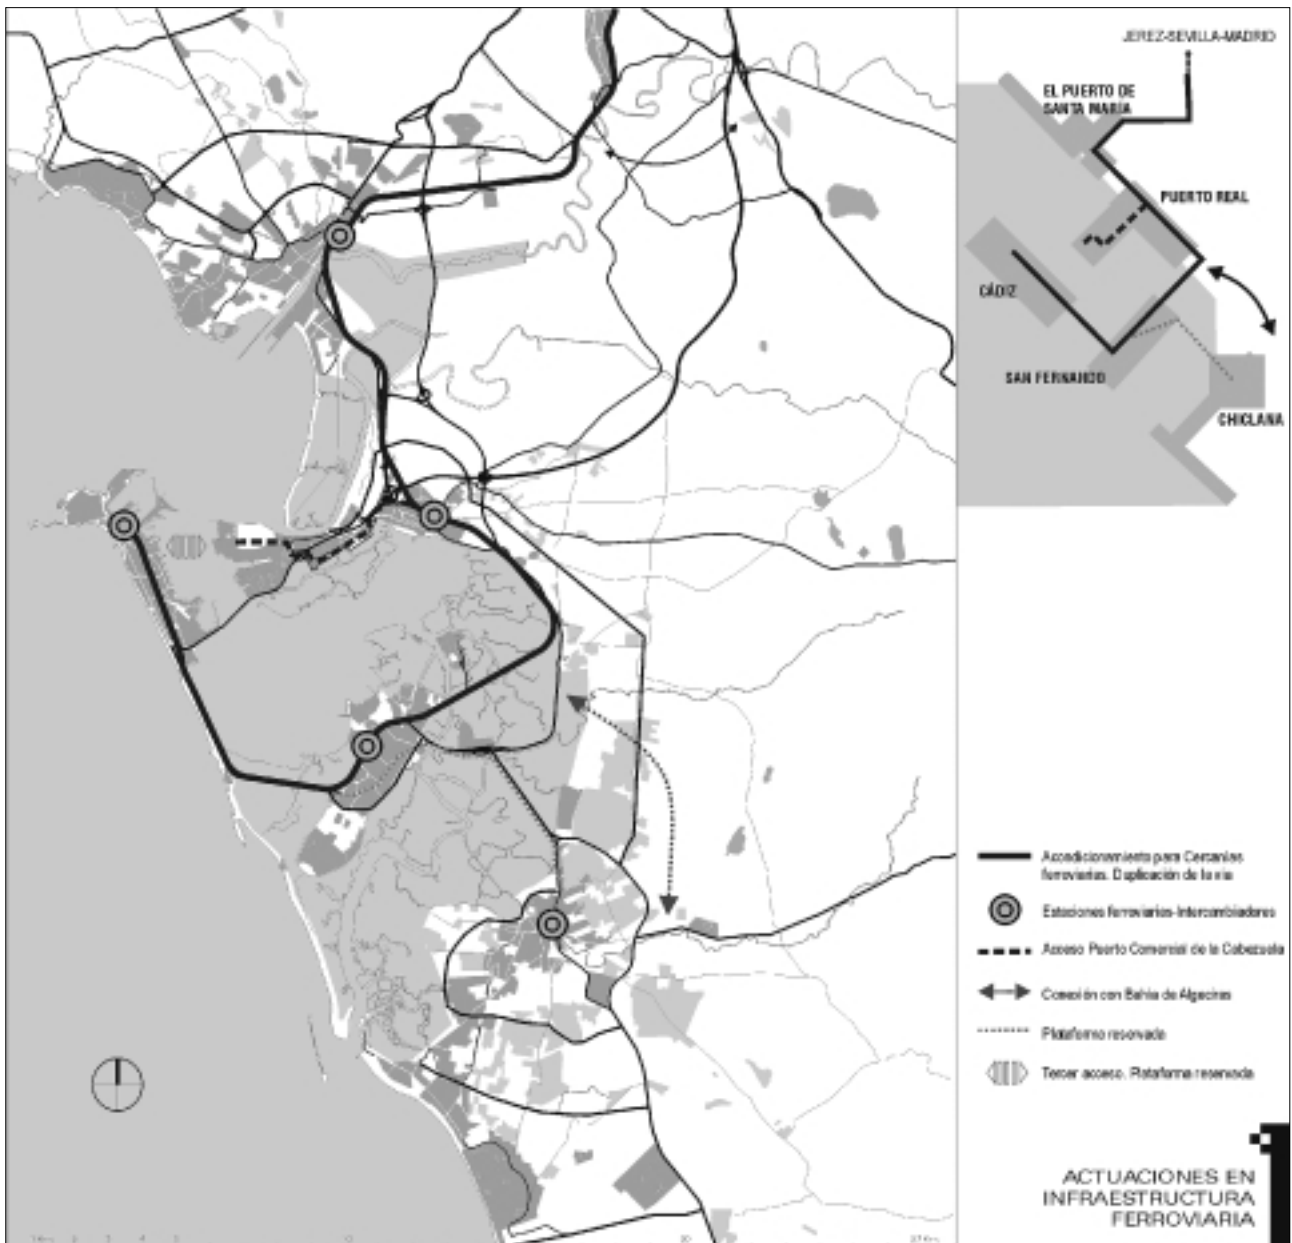 JEREZ-SEVILLA-MADRID
EL PUERTO DE
SANTA MARÍA
PUERTO REAL
CÁDIZ
SAN FERNANDO
CHICLANA
Acondicionamiento para Cercanías
ferroviarias. Duplicación de la vía
Estaciones ferroviarias-Intercambiadores
Acceso Puerto Comercial de la Cabezuela
Conexión con Bahía de Algeciras
Plataforma reservada
Tercer acceso. Plataforma reservada
ACTUACIONES EN
INFRAESTRUCTURA
FERROVIARIA